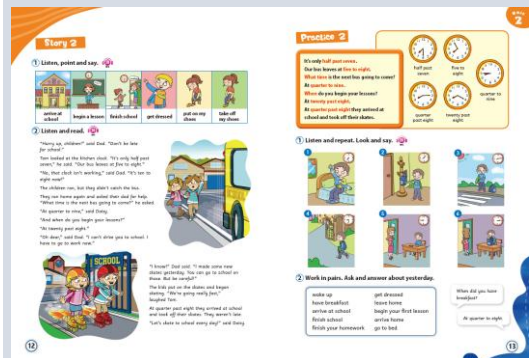 Story 2
1 Listen, point and say.
arrive at school
begin a lesson
finish school
get dressed
put on my shoes
take off my shoes
2 Listen and read.
"Hurry up, children!" said Dad. "Don't be late
for school."
Tom looked at the kitchen clock. "It's only half past
seven," he said. "Our bus leaves at five to eight."
"No, that clock isn't working," said Dad. "It's ten to
eight now!"
The children ran, but they didn't catch the bus.
They ran home again and asked their dad for help.
"What time is the next bus going to come?" he asked.
"At quarter to nine," said Daisy.
"And when do you begin your lessons?"
"At twenty past eight."
"Oh dear," said Dad. "I can't drive you to school. I
have to go to work now."
"I know!" Dad said. "I made some new
skates yesterday. You can go to school on
those. But be careful!"
The kids put on the skates and began
skating. "We're going really fast,"
laughed Tom.
At quarter past eight they arrived at school
and took off their skates. They weren't late.
"Let's skate to school every day!" said Daisy.
SCHOOL
12
Unit
2
Practice 2
It's only half past seven.
Our bus leaves at five to eight.
What time is the next bus going to come?
At quarter to nine.
When do you begin your lessons?
At twenty past eight.
At quarter past eight they arrived at
school and took off their skates.
half past seven
five to eight
quarter to nine
quarter past eight
twenty past eight
1 Listen and repeat. Look and say.
1
2
3
4
5
6
2 Work in pairs. Ask and answer about yesterday.
wake up
get dressed
have breakfast
leave home
arrive at school
begin your first lesson
finish school
arrive home
finish your homework
go to bed
When did you have
breakfast?
At quarter to eight.
13